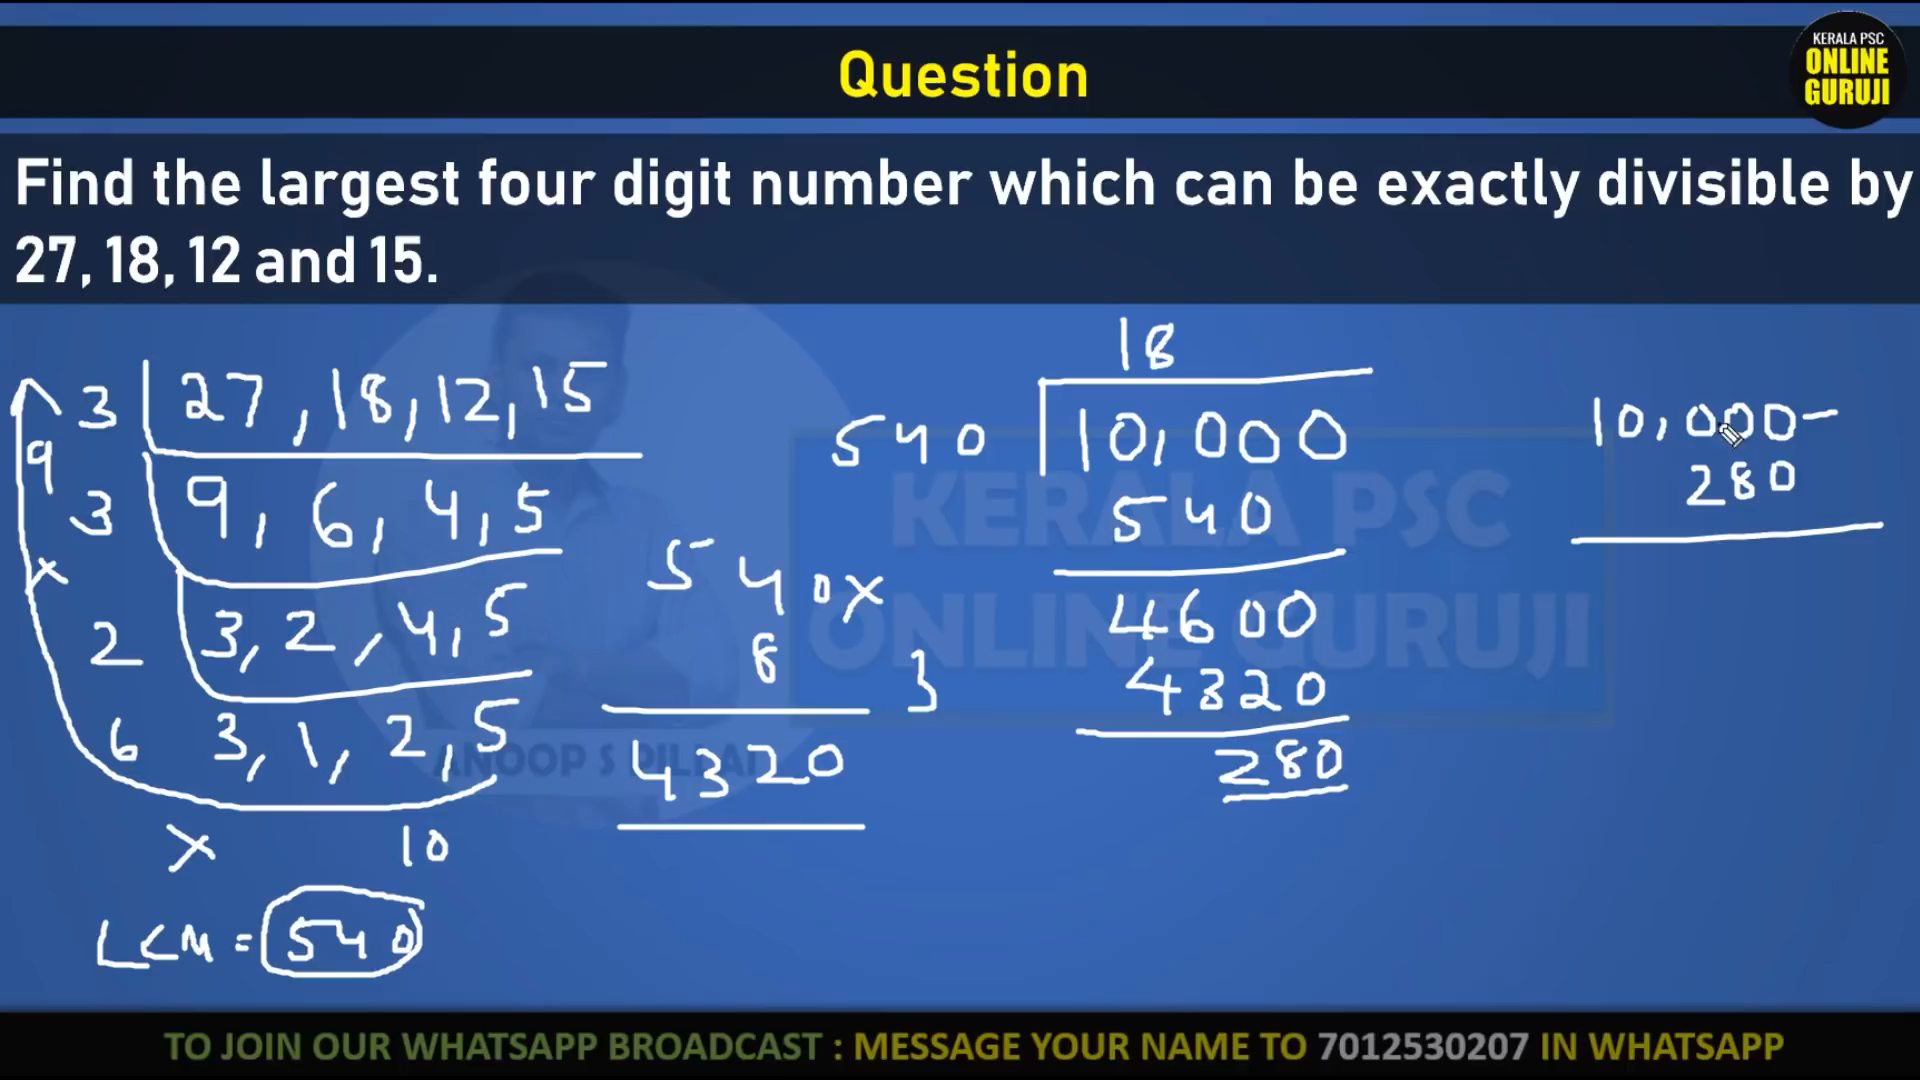 Question
KERALA PSC
ONLINE
GURUJI
Find the largest four digit number which can be exactly divisible by
27, 18, 12 and 15.
3 27, 18, 12, 15
9
3 9, 6, 4, 5
x
2 3, 2, 4, 5
6 3, 1, 2, 5
x 10
LCM = 540
540x
8
3
4320
18
540 10,000
540
4600
4320
280
10,000-
280
KERALA PSC
ONLINE GURUJI
ANOOP S PILLAI
TO JOIN OUR WHATSAPP BROADCAST : MESSAGE YOUR NAME TO 7012530207 IN WHATSAPP